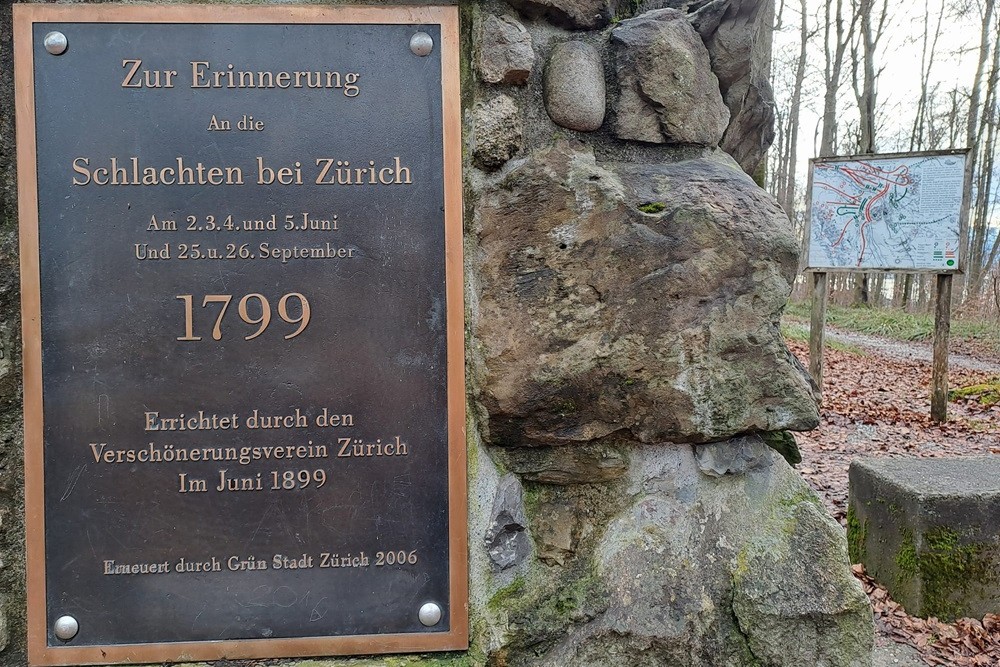 Zur Erinnerung
An die
Schlachten bei Zürich
Am 2.3.4. und 5.Juni
Und 25.u.26.September
1799
Errichtet durch den
Verschönerungsverein Zürich
Im Juni 1899
Erneuert durch Grün Stadt Zürich 2006